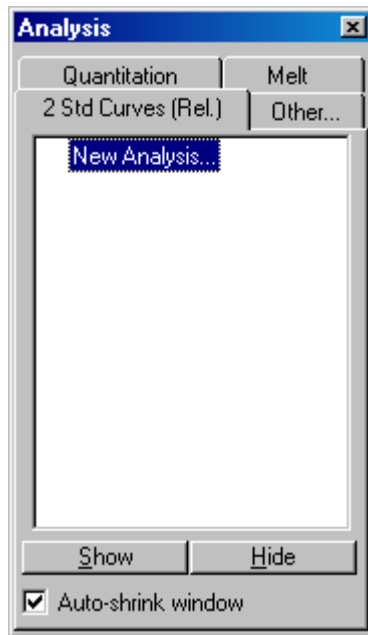 Analysis
Quantitation Melt
2 Std Curves (Rel.) Other...
New Analysis...
Show Hide
Auto-shrink window